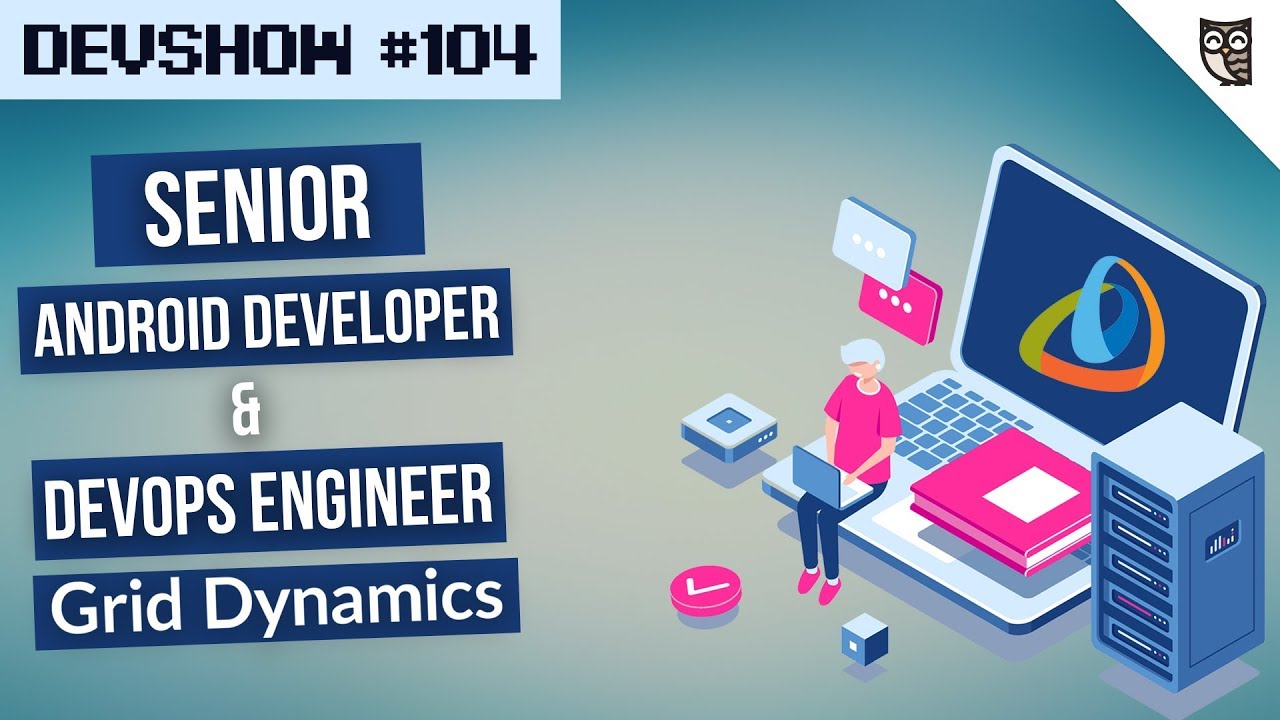 DEVSHOW #104
SENIOR
ANDROID DEVELOPER
&
DEVOPS ENGINEER
Grid Dynamics